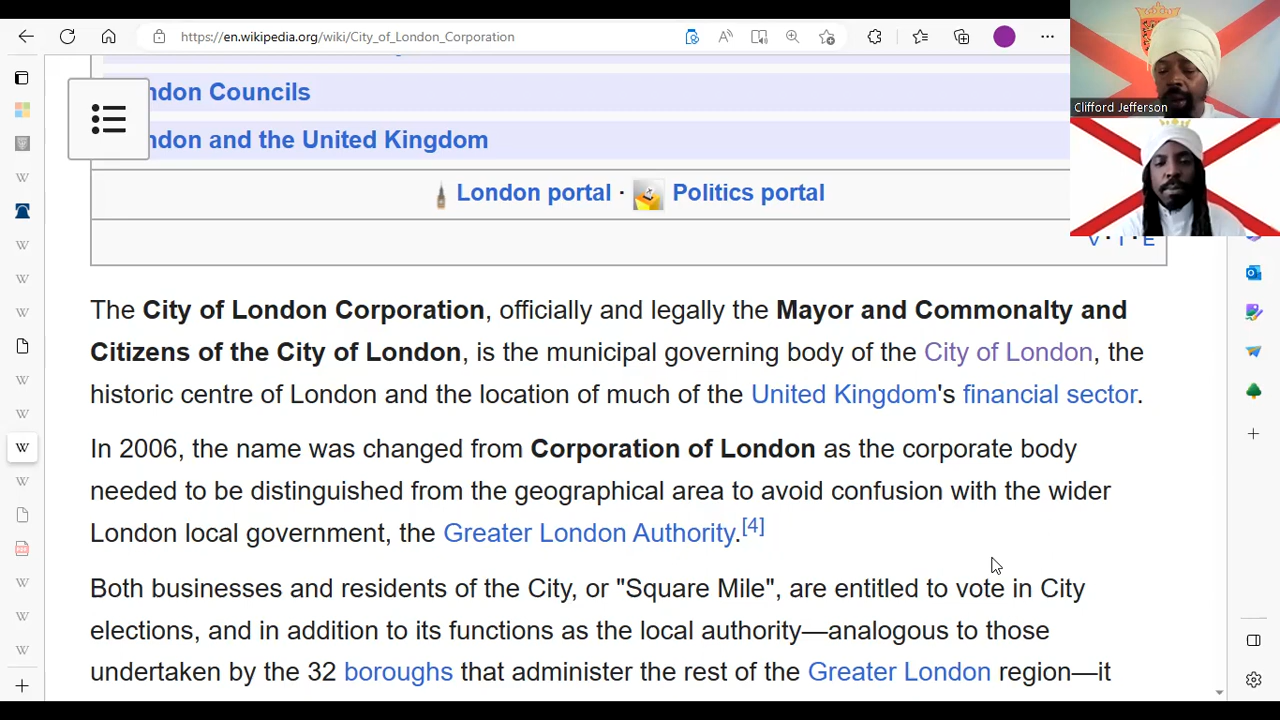 https://en.wikipedia.org/wiki/City_of_London_Corporation
Clifford Jefferson
ndon Councils
ndon and the United Kingdom
London portal · Politics portal
V · T · E
The City of London Corporation, officially and legally the Mayor and Commonalty and
Citizens of the City of London, is the municipal governing body of the City of London, the
historic centre of London and the location of much of the United Kingdom's financial sector.
In 2006, the name was changed from Corporation of London as the corporate body
needed to be distinguished from the geographical area to avoid confusion with the wider
London local government, the Greater London Authority.[4]
Both businesses and residents of the City, or "Square Mile", are entitled to vote in City
elections, and in addition to its functions as the local authority—analogous to those
undertaken by the 32 boroughs that administer the rest of the Greater London region—it